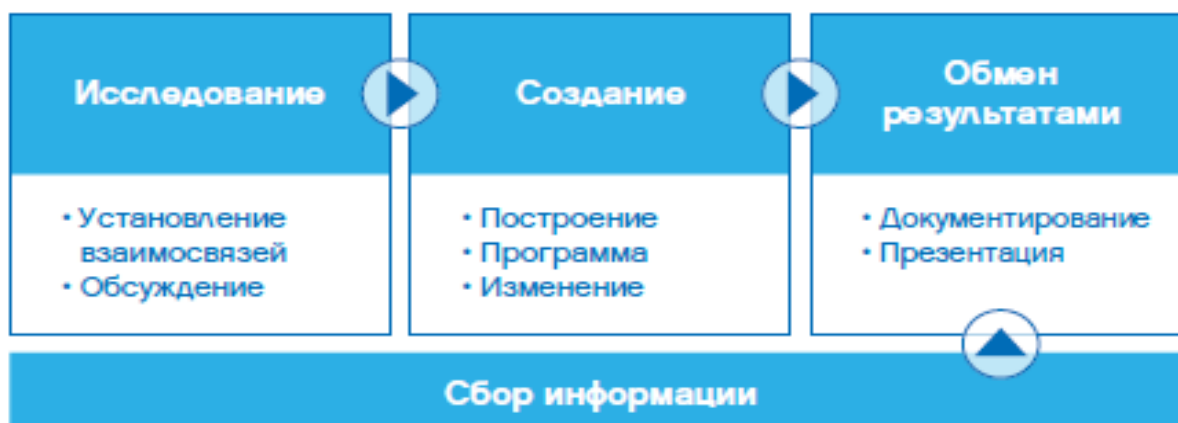 Исследование
Создание
Обмен
результатами
• Установление
взаимосвязей
• Обсуждение
• Построение
• Программа
• Изменение
• Документирование
• Презентация
Сбор информации